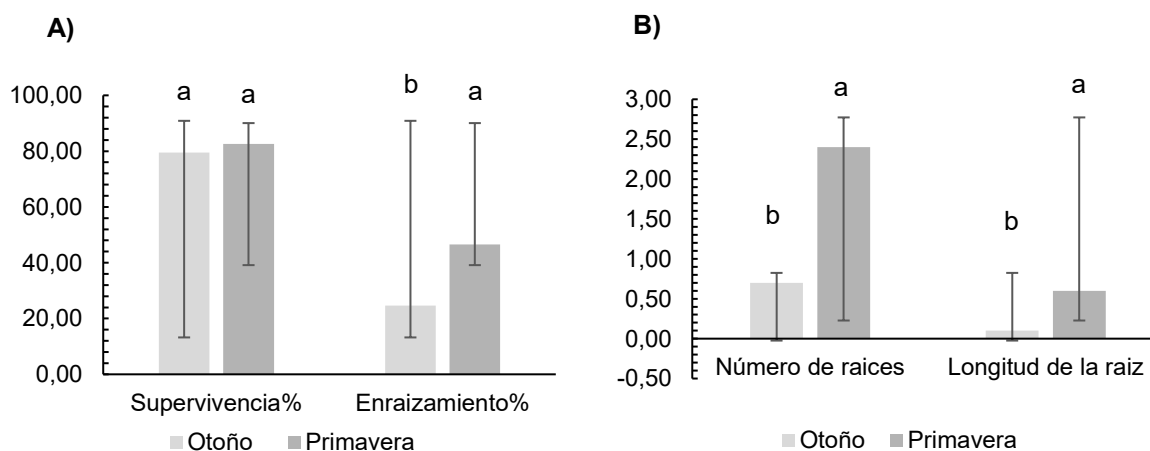 A)
100,00
80,00
60,00
40,00
20,00
0,00
a
a
b
a
Supervivencia%
Enraizamiento%
Otoño
Primavera
B)
3,00
2,50
2,00
1,50
1,00
0,50
0,00
-0,50
b
a
b
a
Número de raices
Longitud de la raiz
Otoño
Primavera